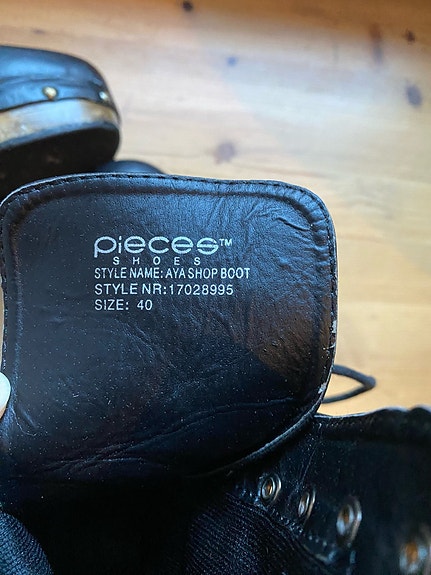 piecesTM
SHOES
STYLE NAME: AYA SHOP BOOT
STYLE NR: 17028995
SIZE: 40